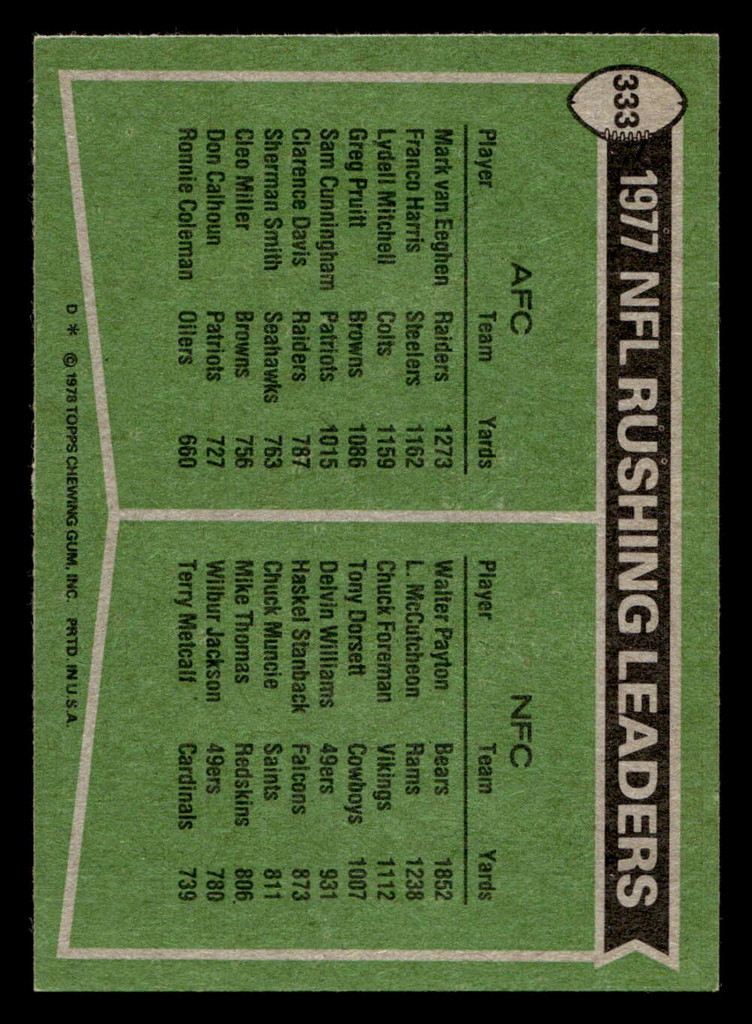 333
1977 NFL RUSHING LEADERS
AFC
Player Team Yards
Mark van Eeghen Raiders 1273
Franco Harris Steelers 1162
Lydell Mitchell Colts 1159
Greg Pruitt Browns 1086
Sam Cunningham Patriots 1015
Clarence Davis Raiders 787
Sherman Smith Seahawks 763
Cleo Miller Browns 756
Don Calhoun Patriots 727
Ronnie Coleman Oilers 660
NFC
Player Team Yards
Walter Payton Bears 1852
L. McCutcheon Rams 1238
Chuck Foreman Vikings 1112
Tony Dorsett Cowboys 1007
Delvin Williams 49ers 931
Haskel Stanback Falcons 873
Chuck Muncie Saints 811
Mike Thomas Redskins 806
Wilbur Jackson 49ers 780
Terry Metcalf Cardinals 739
D * © 1978 TOPPS CHEWING GUM, INC. PRTD. IN U.S.A.